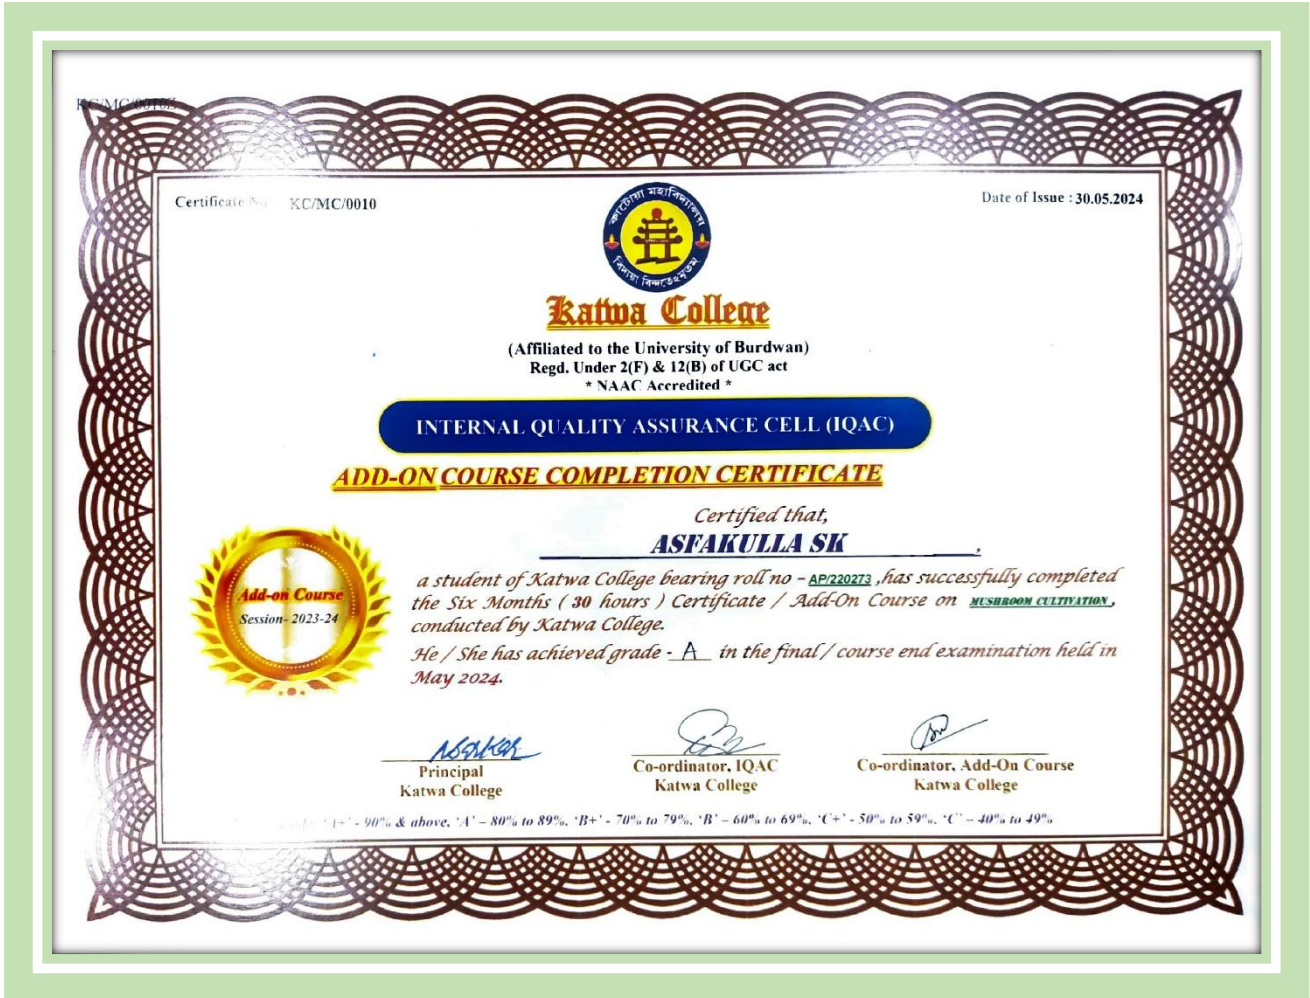 KC/MC/0010
Certificate No. KC/MC/0010
Date of Issue : 30.05.2024
কাটোয়া মহাবিদ্যালয়
Katwa College
(Affiliated to the University of Burdwan)
Regd. Under 2(F) & 12(B) of UGC act
* NAAC Accredited *
INTERNAL QUALITY ASSURANCE CELL (IQAC)
ADD-ON COURSE COMPLETION CERTIFICATE
Certified that,
ASFAKULLA SK ,
Add-on Course
Session- 2023-24
a student of Katwa College bearing roll no – AP/220273 , has successfully completed
the Six Months ( 30 hours ) Certificate / Add-On Course on MUSHROOM CULTIVATION ,
conducted by Katwa College.
He / She has achieved grade - A in the final / course end examination held in
May 2024.
Principal
Katwa College
Co-ordinator, IQAC
Katwa College
Co-ordinator, Add-On Course
Katwa College
'A+' - 90% & above, 'A' – 80% to 89%, 'B+' - 70% to 79%, 'B' – 60% to 69%, 'C+' - 50% to 59%, 'C' – 40% to 49%